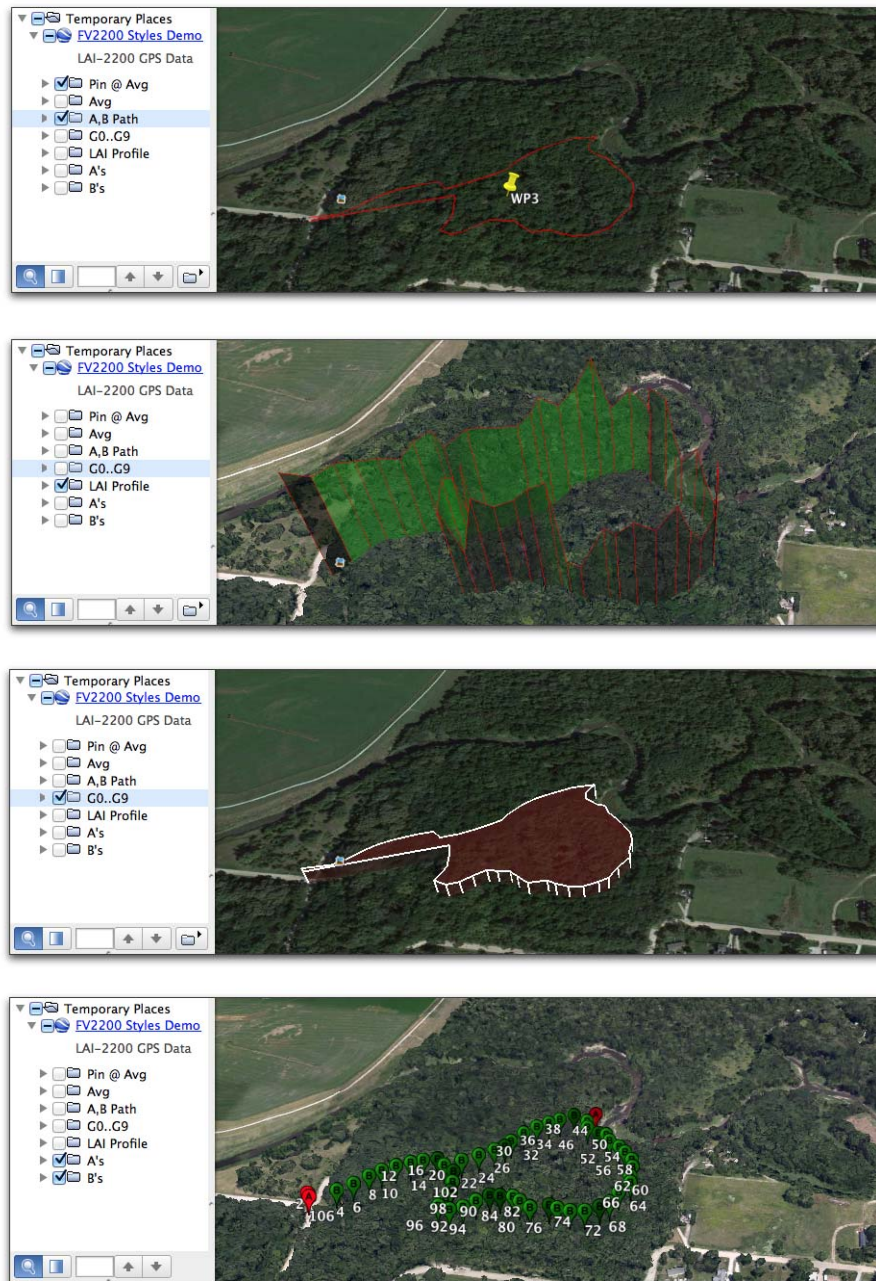 Temporary Places
FV2200 Styles Demo
LAI-2200 GPS Data
Pin @ Avg
Avg
A,B Path
G0..G9
LAI Profile
A's
B's
WP3
Temporary Places
FV2200 Styles Demo
LAI-2200 GPS Data
Pin @ Avg
Avg
A,B Path
G0..G9
LAI Profile
A's
B's
Temporary Places
FV2200 Styles Demo
LAI-2200 GPS Data
Pin @ Avg
Avg
A,B Path
G0..G9
LAI Profile
A's
B's
Temporary Places
FV2200 Styles Demo
LAI-2200 GPS Data
Pin @ Avg
Avg
A,B Path
G0..G9
LAI Profile
A's
B's
38 44
36 34 46 50
30 32 52 54
12 16 20 26 56 58
8 10 14 22 24 62 60
2 106 4 6 102 66 64
98 90 82 74 68
96 92 94 84 80 76 72